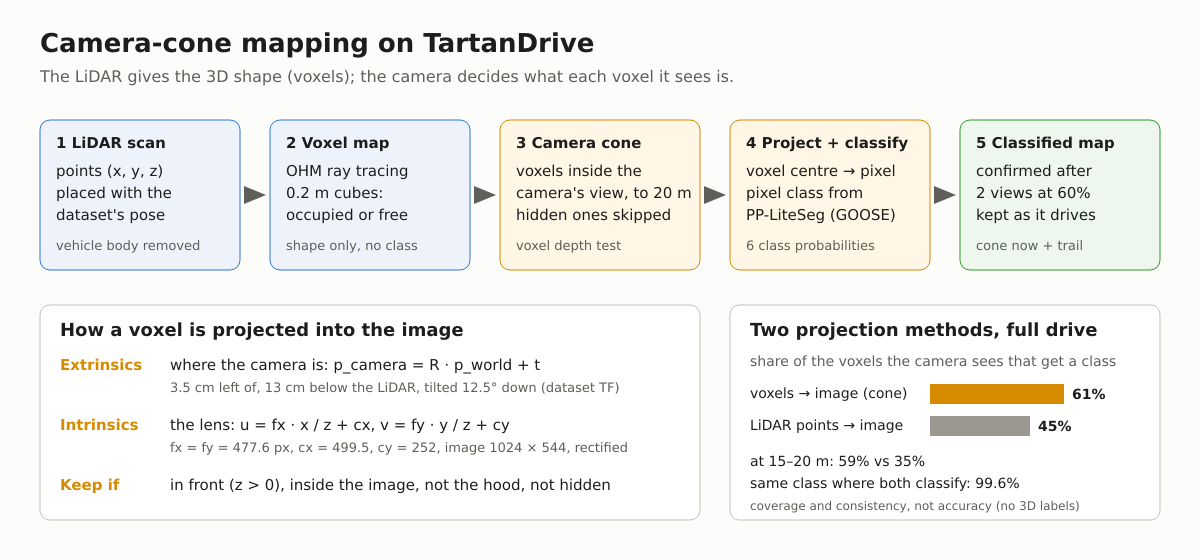 Camera-cone mapping on TartanDrive
The LiDAR gives the 3D shape (voxels); the camera decides what each voxel it sees is.
1 LiDAR scan
points (x, y, z)
placed with the
dataset's pose
vehicle body removed
2 Voxel map
OHM ray tracing
0.2 m cubes:
occupied or free
shape only, no class
3 Camera cone
voxels inside the
camera's view, to 20 m
hidden ones skipped
voxel depth test
4 Project + classify
voxel centre → pixel
pixel class from
PP-LiteSeg (GOOSE)
6 class probabilities
5 Classified map
confirmed after
2 views at 60%
kept as it drives
cone now + trail
How a voxel is projected into the image
Extrinsics where the camera is: p_camera = R · p_world + t
3.5 cm left of, 13 cm below the LiDAR, tilted 12.5° down (dataset TF)
Intrinsics the lens: u = fx · x / z + cx, v = fy · y / z + cy
fx = fy = 477.6 px, cx = 499.5, cy = 252, image 1024 × 544, rectified
Keep if in front (z > 0), inside the image, not the hood, not hidden
Two projection methods, full drive
share of the voxels the camera sees that get a class
voxels → image (cone) 61%
LiDAR points → image 45%
at 15–20 m: 59% vs 35%
same class where both classify: 99.6%
coverage and consistency, not accuracy (no 3D labels)